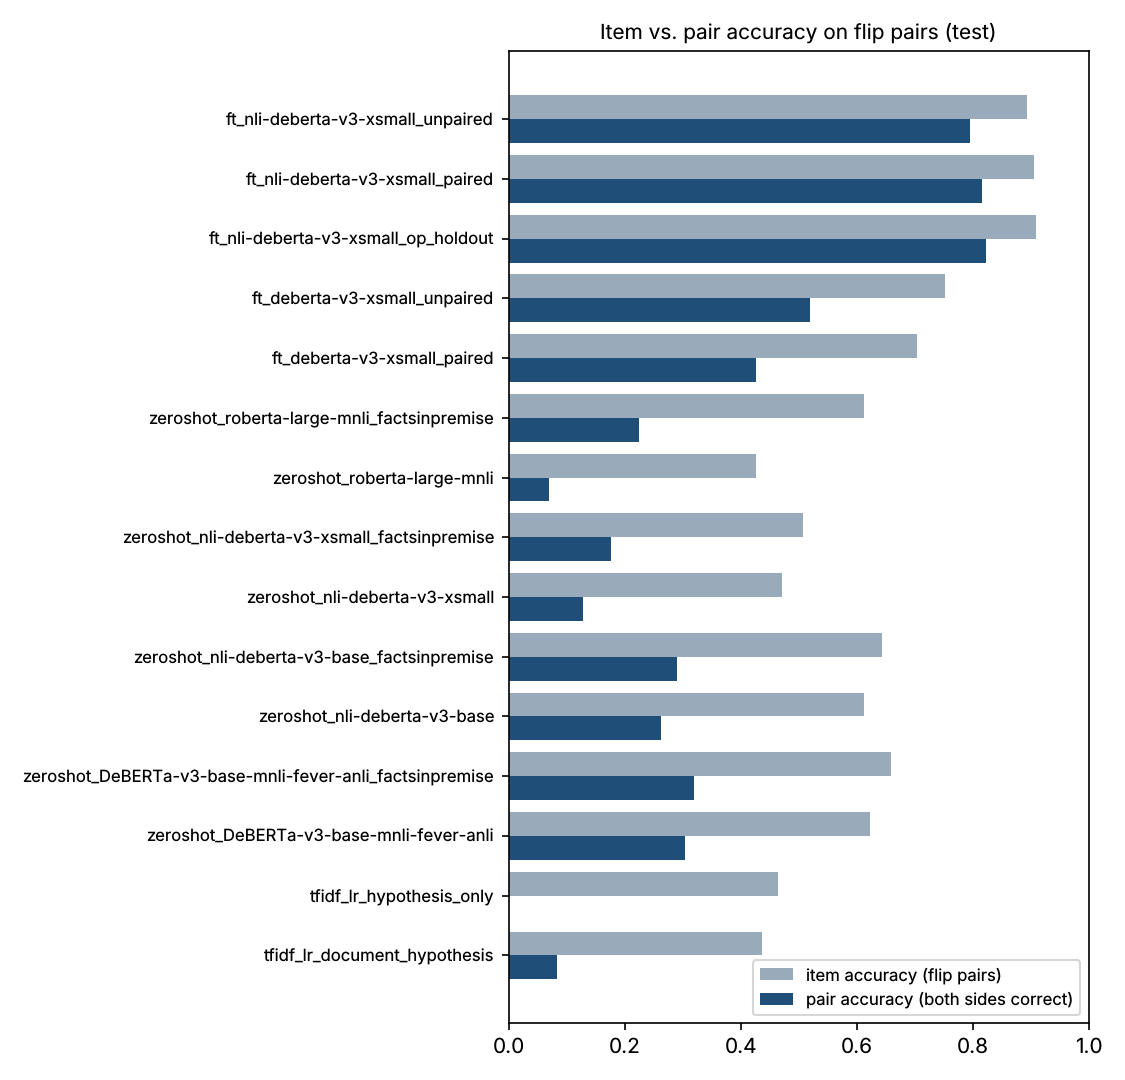 Item vs. pair accuracy on flip pairs (test)
ft_nli-deberta-v3-xsmall_unpaired
ft_nli-deberta-v3-xsmall_paired
ft_nli-deberta-v3-xsmall_op_holdout
ft_deberta-v3-xsmall_unpaired
ft_deberta-v3-xsmall_paired
zeroshot_roberta-large-mnli_factsinpremise
zeroshot_roberta-large-mnli
zeroshot_nli-deberta-v3-xsmall_factsinpremise
zeroshot_nli-deberta-v3-xsmall
zeroshot_nli-deberta-v3-base_factsinpremise
zeroshot_nli-deberta-v3-base
zeroshot_DeBERTa-v3-base-mnli-fever-anli_factsinpremise
zeroshot_DeBERTa-v3-base-mnli-fever-anli
tfidf_lr_hypothesis_only
tfidf_lr_document_hypothesis
item accuracy (flip pairs)
pair accuracy (both sides correct)
0.0 0.2 0.4 0.6 0.8 1.0